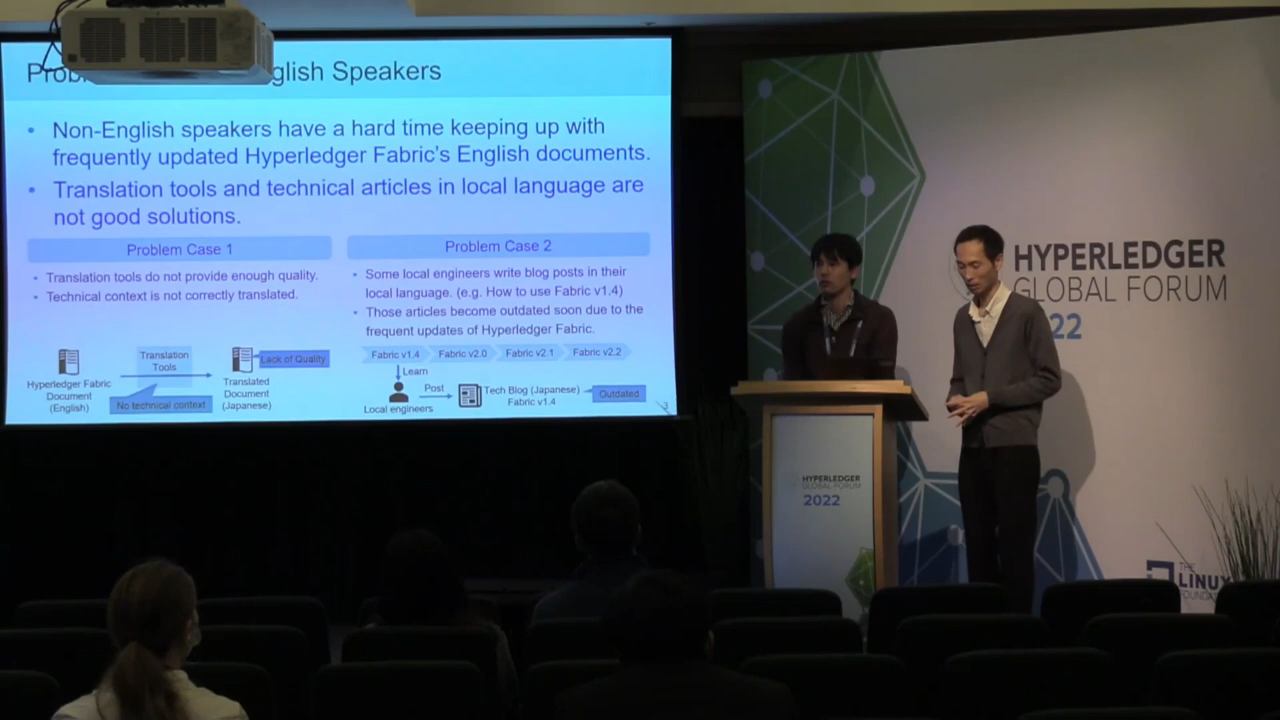 Prob glish Speakers
• Non-English speakers have a hard time keeping up with
frequently updated Hyperledger Fabric's English documents.
• Translation tools and technical articles in local language are
not good solutions.
Problem Case 1
• Translation tools do not provide enough quality.
• Technical context is not correctly translated.
Hyperledger Fabric
Document
(English)
Translation
Tools
No technical context
Translated
Document
(Japanese)
Lack of Quality
Problem Case 2
• Some local engineers write blog posts in their
local language. (e.g. How to use Fabric v1.4)
• Those articles become outdated soon due to the
frequent updates of Hyperledger Fabric.
Fabric v1.4
Fabric v2.0
Fabric v2.1
Fabric v2.2
Learn
Local engineers
Post
Tech Blog (Japanese)
Fabric v1.4
Outdated
HYPERLEDGER
GLOBAL FORUM
22
HYPERLEDGER
GLOBAL FORUM
2022
THE
LINUX
FOUNDA